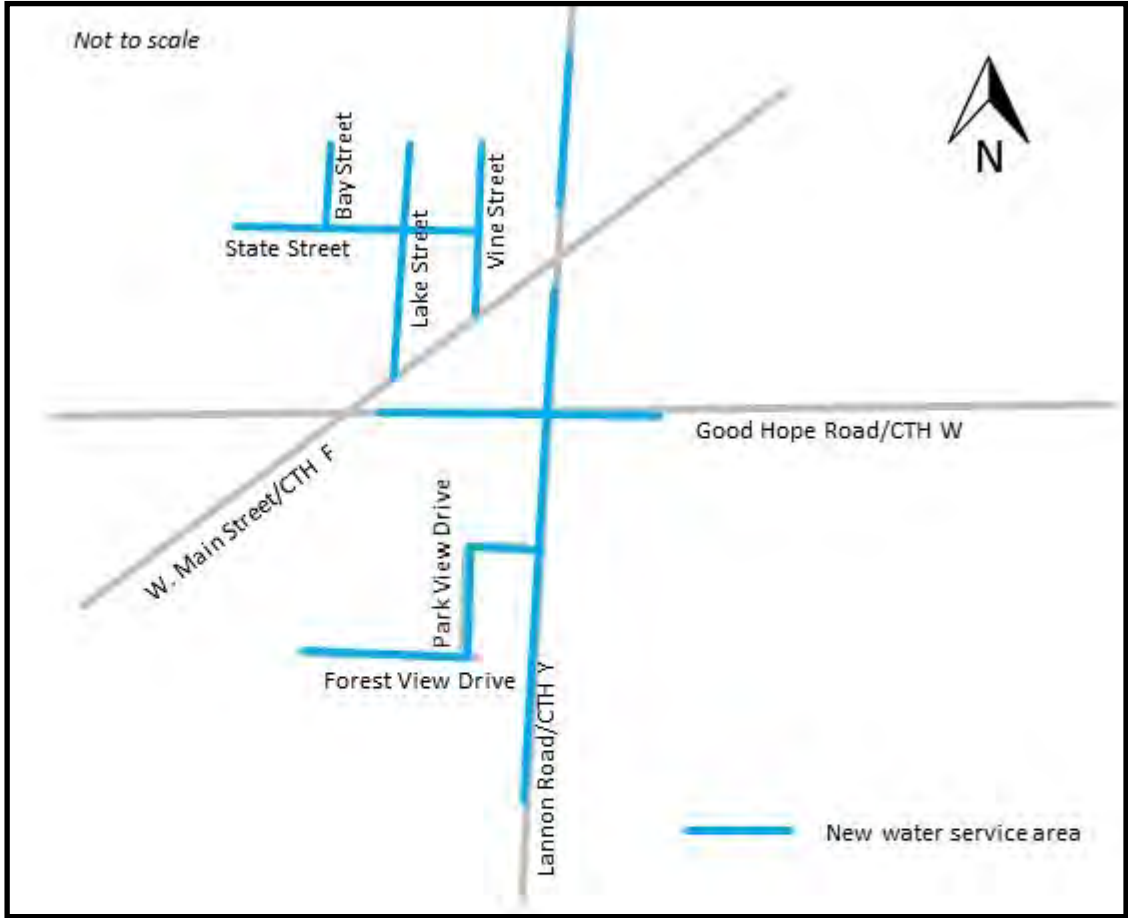 Not to scale
N
Bay Street
State Street
Lake Street
Vine Street
Good Hope Road/CTH W
W. Main Street/CTH F
Park View Drive
Forest View Drive
Lannon Road/CTH Y
New water service area